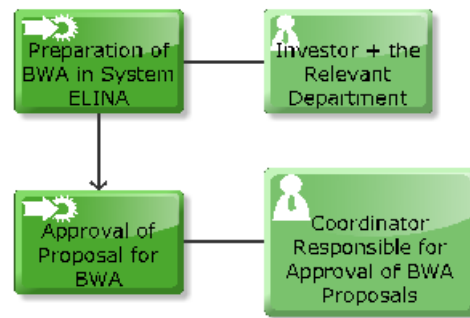 Preparation of
BWA in System
ELINA
Investor + the
Relevant
Department
Approval of
Proposal for
BWA
Coordinator
Responsible for
Approval of BWA
Proposals